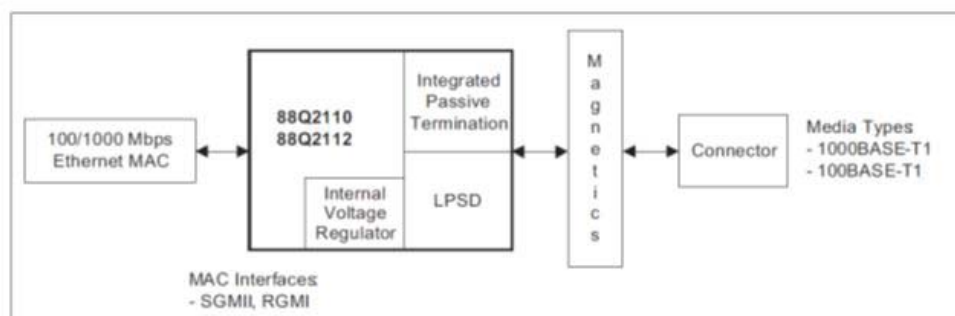 100/1000 Mbps
Ethernet MAC
88Q2110
88Q2112
Integrated
Passive
Termination
Internal
Voltage
Regulator
LPSD
MAC Interfaces:
- SGMII, RGMI
Magnetics
Connector
Media Types:
- 1000BASE-T1
- 100BASE-T1